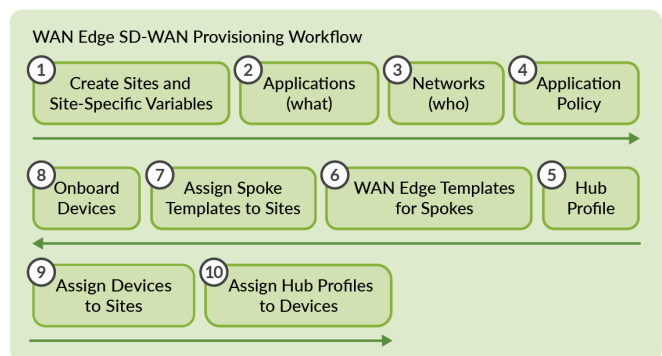 WAN Edge SD-WAN Provisioning Workflow
1
Create Sites and
Site-Specific Variables
2
Applications
(what)
3
Networks
(who)
4
Application
Policy
5
Hub
Profile
6
WAN Edge Templates
for Spokes
7
Assign Spoke
Templates to Sites
8
Onboard
Devices
9
Assign Devices
to Sites
10
Assign Hub Profiles
to Devices